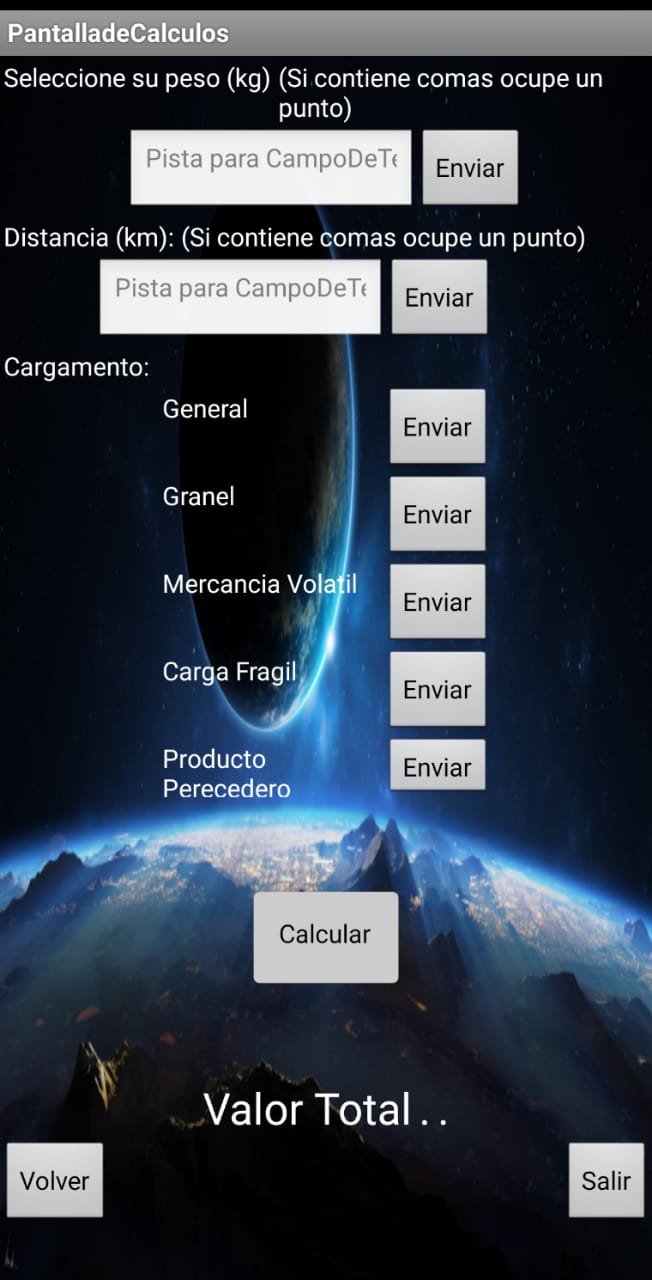 PantalladeCalculos
Seleccione su peso (kg) (Si contiene comas ocupe un
punto)
Pista para CampoDeTe
Enviar
Distancia (km): (Si contiene comas ocupe un punto)
Pista para CampoDeTe
Enviar
Cargamento:
General
Enviar
Granel
Enviar
Mercancia Volatil
Enviar
Carga Fragil
Enviar
Producto
Perecedero
Enviar
Calcular
Valor Total . .
Volver
Salir